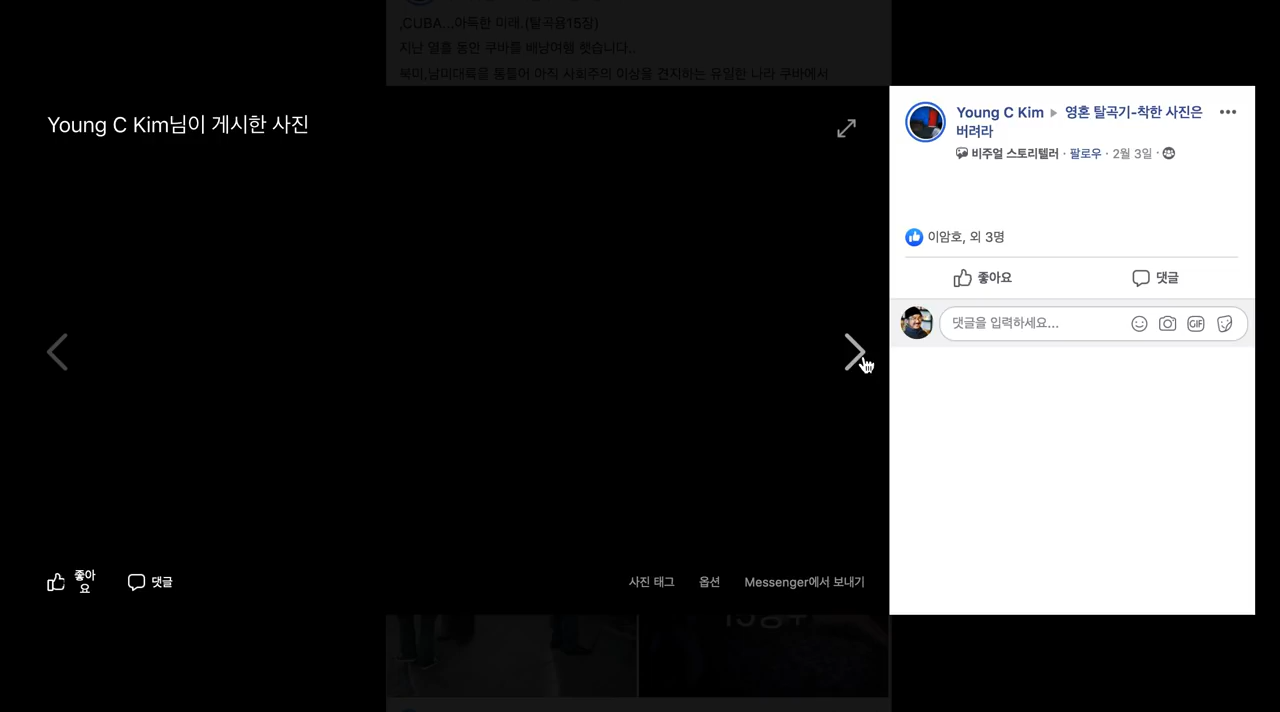 ,CUBA...아득한 미래.(탈곡용15장)
지난 열흘 동안 쿠바를 배낭여행 했습니다..
북미,남미대륙을 통틀어 아직 사회주의 이상을 견지하는 유일한 나라 쿠바에서
Young C Kim님이 게시한 사진
Young C Kim ▸ 영혼 탈곡기-착한 사진은
버려라
비주얼 스토리텔러 · 팔로우 · 2월 3일 ·
이암호, 외 3명
좋아요 댓글
댓글을 입력하세요...
GIF
좋아
요
댓글
사진 태그 옵션 Messenger에서 보내기